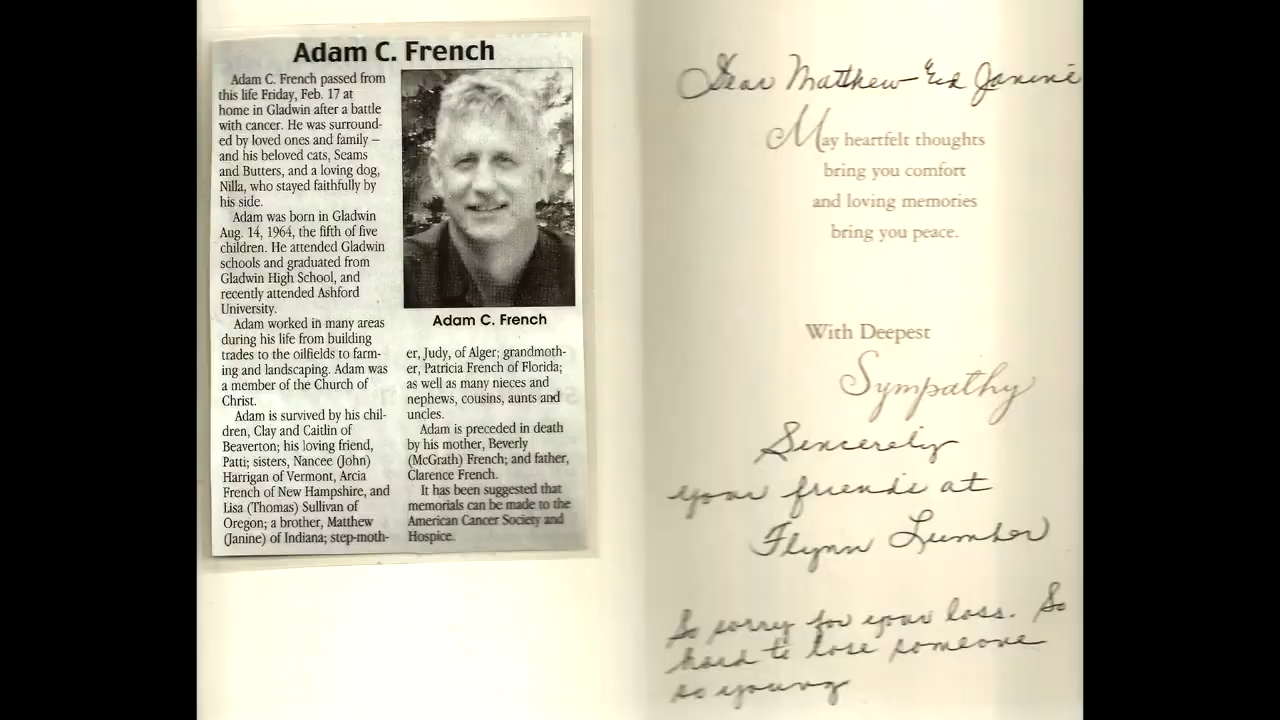 Adam C. French
Adam C. French passed from
this life Friday, Feb. 17 at
home in Gladwin after a battle
with cancer. He was surround-
ed by loved ones and family –
and his beloved cats, Seams
and Butters, and a loving dog,
Nilla, who stayed faithfully by
his side.
Adam was born in Gladwin
Aug. 14, 1964, the fifth of five
children. He attended Gladwin
schools and graduated from
Gladwin High School, and
recently attended Ashford
University.
Adam worked in many areas
during his life from building
trades to the oilfields to farm-
ing and landscaping. Adam was
a member of the Church of
Christ.
Adam is survived by his chil-
dren, Clay and Caitlin of
Beaverton; his loving friend,
Patti; sisters, Nancee (John)
Harrigan of Vermont, Arcia
French of New Hampshire, and
Lisa (Thomas) Sullivan of
Oregon; a brother, Matthew
(Janine) of Indiana; step-moth-
Adam C. French
er, Judy, of Alger; grandmoth-
er, Patricia French of Florida;
as well as many nieces and
nephews, cousins, aunts and
uncles.
Adam is preceded in death
by his mother, Beverly
(McGrath) French; and father,
Clarence French.
It has been suggested that
memorials can be made to the
American Cancer Society and
Hospice.
Dear Matthew Janine
May heartfelt thoughts
bring you comfort
and loving memories
bring you peace.
With Deepest
Sympathy
Sincerely
your friends at
Flynn Lumber
So sorry for your loss. So
hard to lose someone
so young